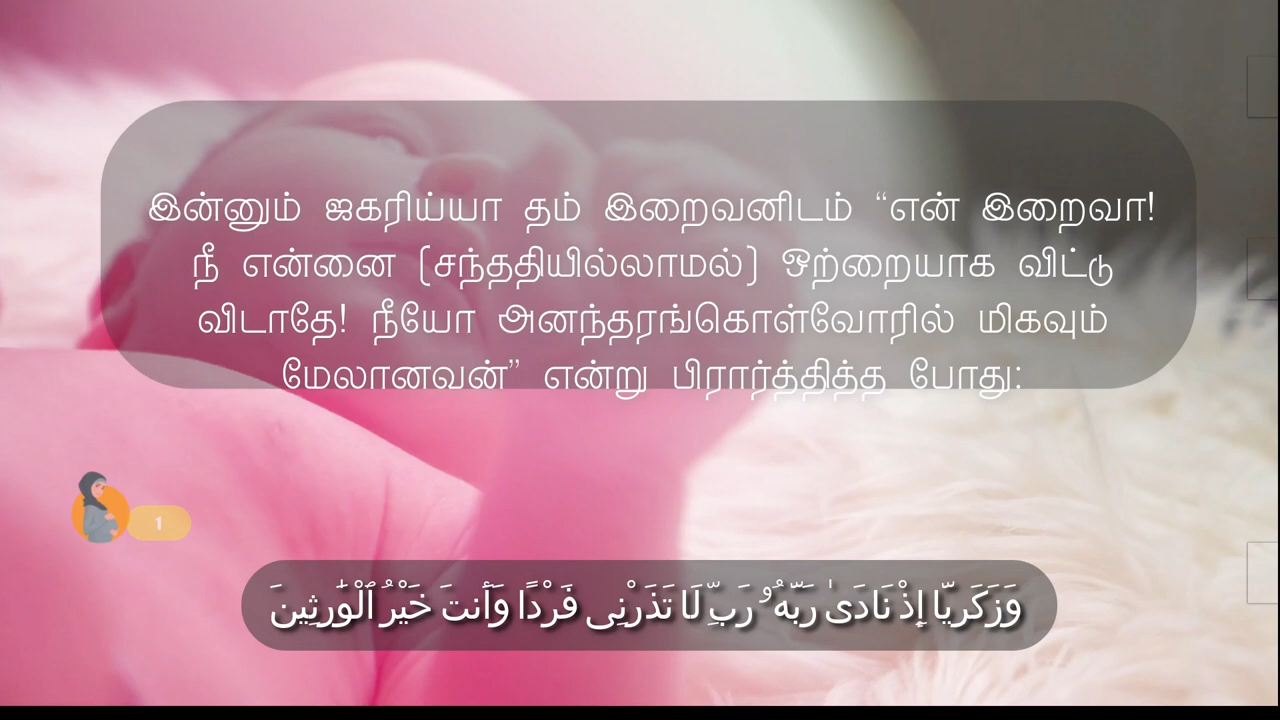 இன்னும் ஜகரிய்யா தம் இறைவனிடம் “என் இறைவா!
நீ என்னை (சந்ததியில்லாமல்) ஒற்றையாக விட்டு
விடாதே! நீயோ அனந்தரங்கொள்வோரில் மிகவும்
மேலானவன்” என்று பிரார்த்தித்த போது:
1
وَزَكَرِيَّا إِذْ نَادَىٰ رَبَّهُۥ رَبِّ لَا تَذَرْنِى فَرْدًا وَأَنتَ خَيْرُ ٱلْوَٰرِثِينَ